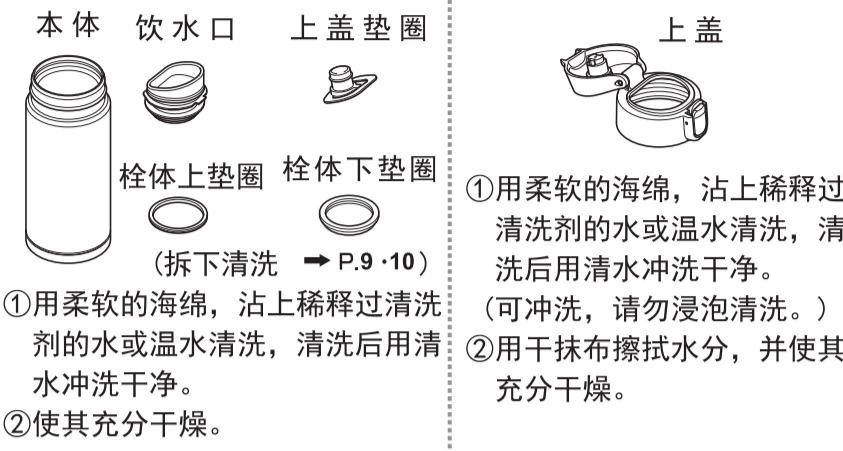 本体 饮水口 上盖垫圈
栓体上垫圈 栓体下垫圈
（拆下清洗 ➡ P.9·10）
①用柔软的海绵，沾上稀释过清洗
剂的水或温水清洗，清洗后用清
水冲洗干净。
②使其充分干燥。
上盖
①用柔软的海绵，沾上稀释过
清洗剂的水或温水清洗，清
洗后用清水冲洗干净。
（可冲洗，请勿浸泡清洗。）
②用干抹布擦拭水分，并使其
充分干燥。